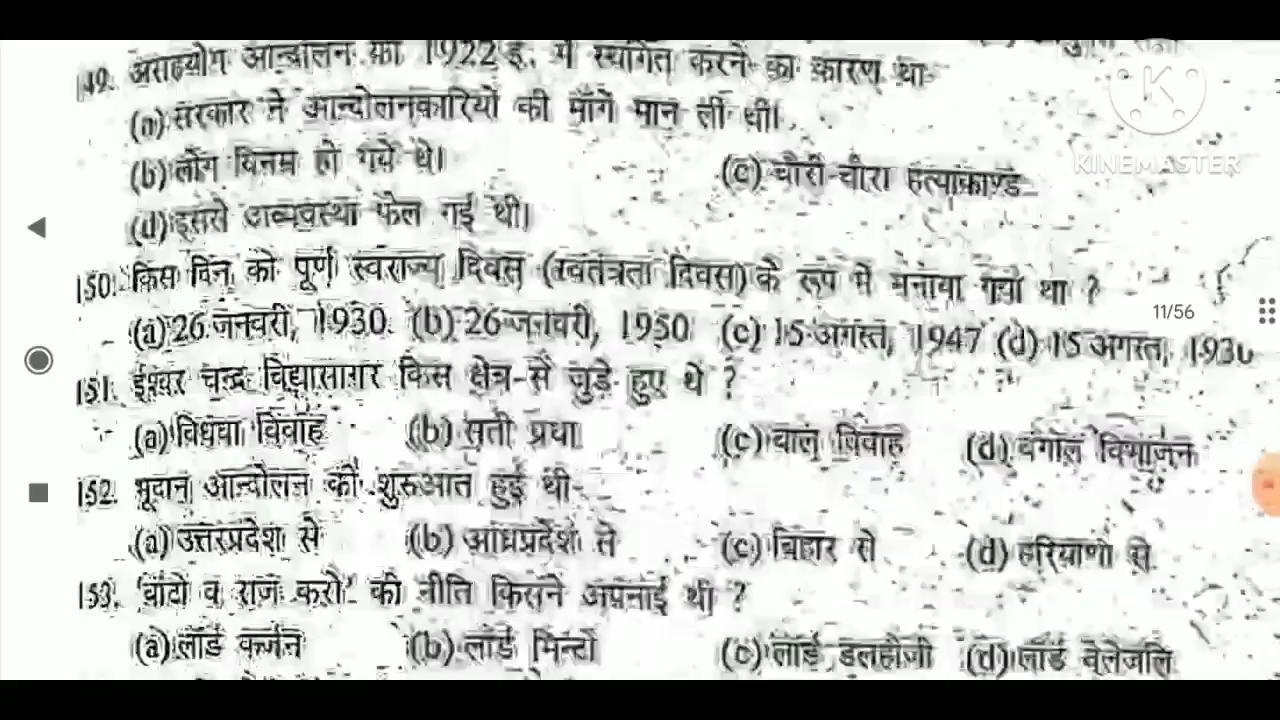 149. असहयोग आन्दोलन को 1922 ई. में स्थगित करने का कारण था-
(a) सरकार ने आन्दोलनकारियों की माँगे मान ली थी।
(b) लोग विनम्र हो गये थे। (c) चौरी-चौरा हत्याकाण्ड
(d) इससे अव्यवस्था फैल गई थी।
150. किस दिन को पूर्ण स्वराज्य दिवस (स्वतंत्रता दिवस) के रूप में मनाया गया था ?
(a) 26 जनवरी, 1930 (b) 26 जनवरी, 1950 (c) 15 अगस्त, 1947 (d) 15 अगस्त, 1930
151. ईश्वर चन्द्र विद्यासागर किस क्षेत्र-से जुड़े हुए थे ?
(a) विधवा विवाह (b) सती प्रथा (c) बाल विवाह (d) बंगाल विभाजन
152. भूदान आन्दोलन की शुरुआत हुई थी-
(a) उत्तरप्रदेश से (b) आंध्रप्रदेश से (c) बिहार से (d) हरियाणा से
153. 'बांटो व राज करो' की नीति किसने अपनाई थी ?
(a) लॉर्ड कर्जन (b) लॉर्ड मिन्टो (c) लॉर्ड डलहौजी (d) लॉर्ड वेलेजलि
K
KINEMASTER
11/56